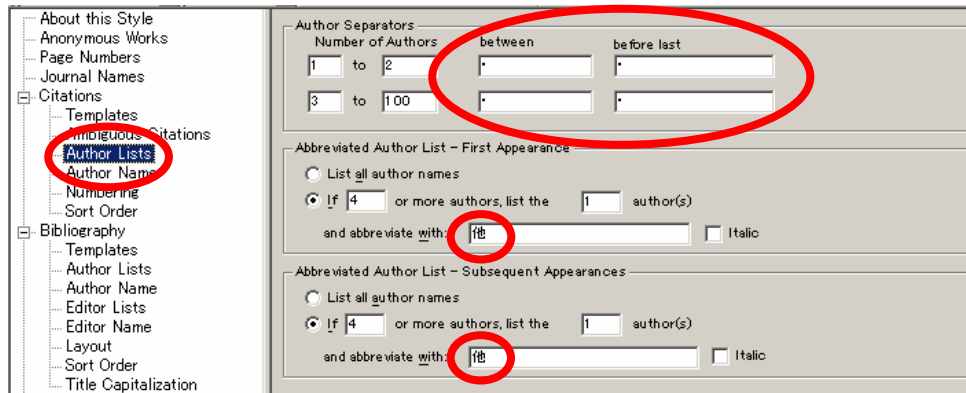 About this Style
Anonymous Works
Page Numbers
Journal Names
Citations
Templates
Ambiguous Citations
Author Lists
Author Name
Numbering
Sort Order
Bibliography
Templates
Author Lists
Author Name
Editor Lists
Editor Name
Layout
Sort Order
Title Capitalization
Author Separators
Number of Authors between before last
1 to 2 ・ ・
3 to 100 ・ ・
Abbreviated Author List - First Appearance
List all author names
If 4 or more authors, list the 1 author(s)
and abbreviate with: 他 Italic
Abbreviated Author List - Subsequent Appearances
List all author names
If 4 or more authors, list the 1 author(s)
and abbreviate with: 他 Italic